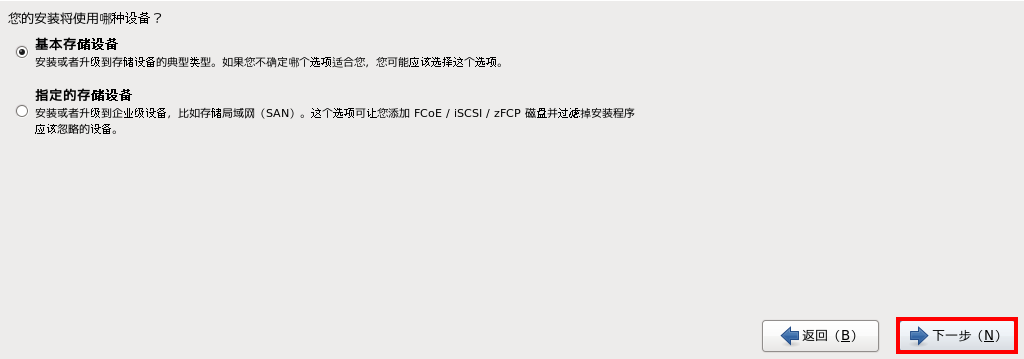 您的安装将使用哪种设备？
基本存储设备
安装或者升级到存储设备的典型类型。如果您不确定哪个选项适合您，您可能应该选择这个选项。
指定的存储设备
安装或者升级到企业级设备，比如存储局域网（SAN）。这个选项可让您添加 FCoE / iSCSI / zFCP 磁盘并过滤掉安装程序
应该忽略的设备。
返回（B） 下一步（N）